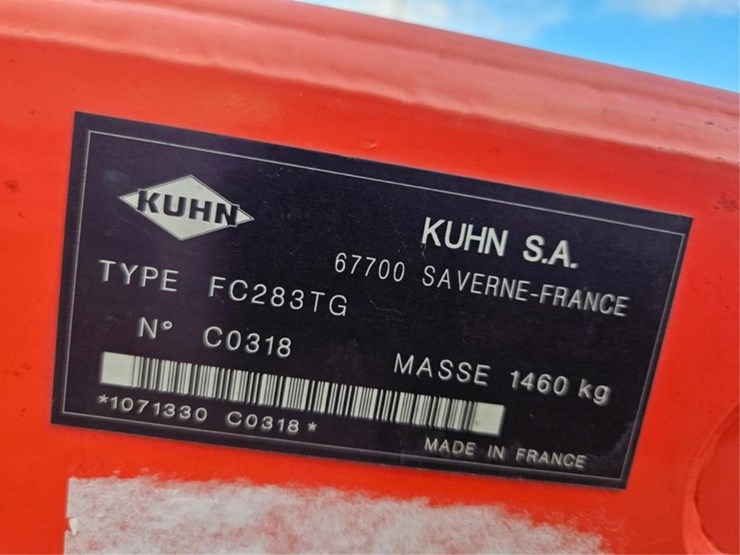 KUHN
KUHN S.A.
67700 SAVERNE-FRANCE
TYPE FC283TG
N° C0318
MASSE 1460 kg
*1071330 C0318*
MADE IN FRANCE